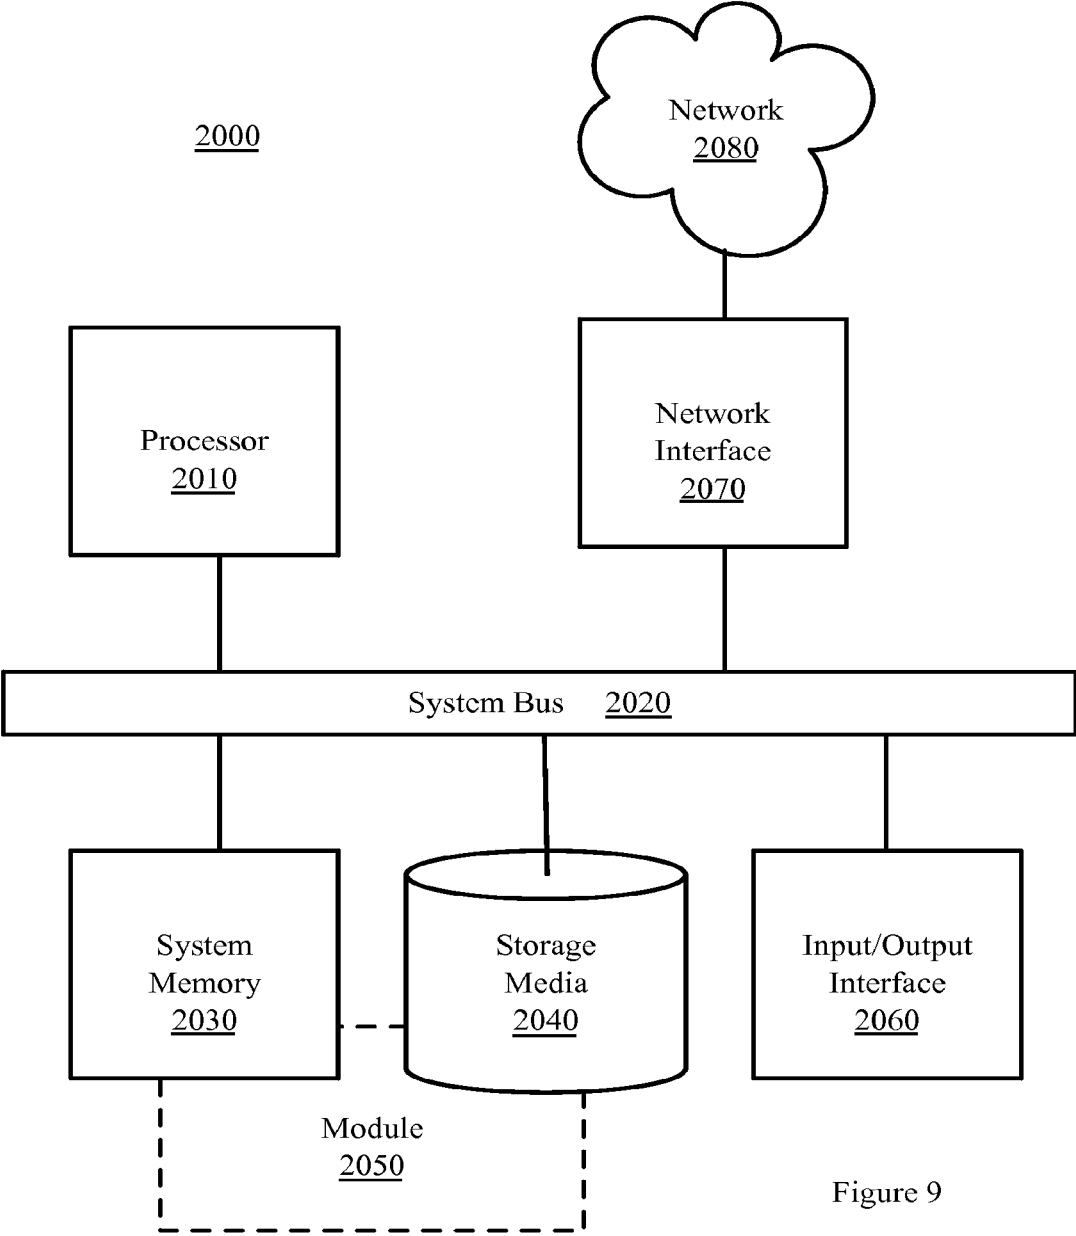 Network
2080
2000
Network
Interface
2070
Processor
2010
System Bus 2020
System
Memory
2030
Storage
Media
2040
Input/Output
Interface
2060
Module
2050
Figure 9